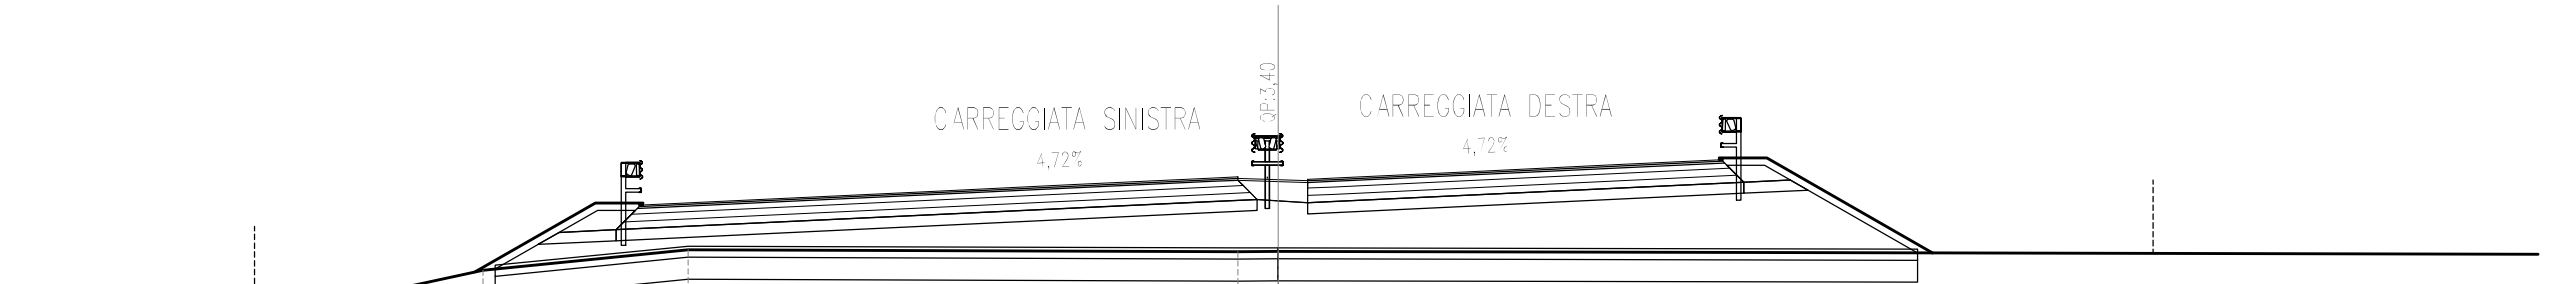 QP:3,40
CARREGGIATA SINISTRA
4,72%
CARREGGIATA DESTRA
4,72%